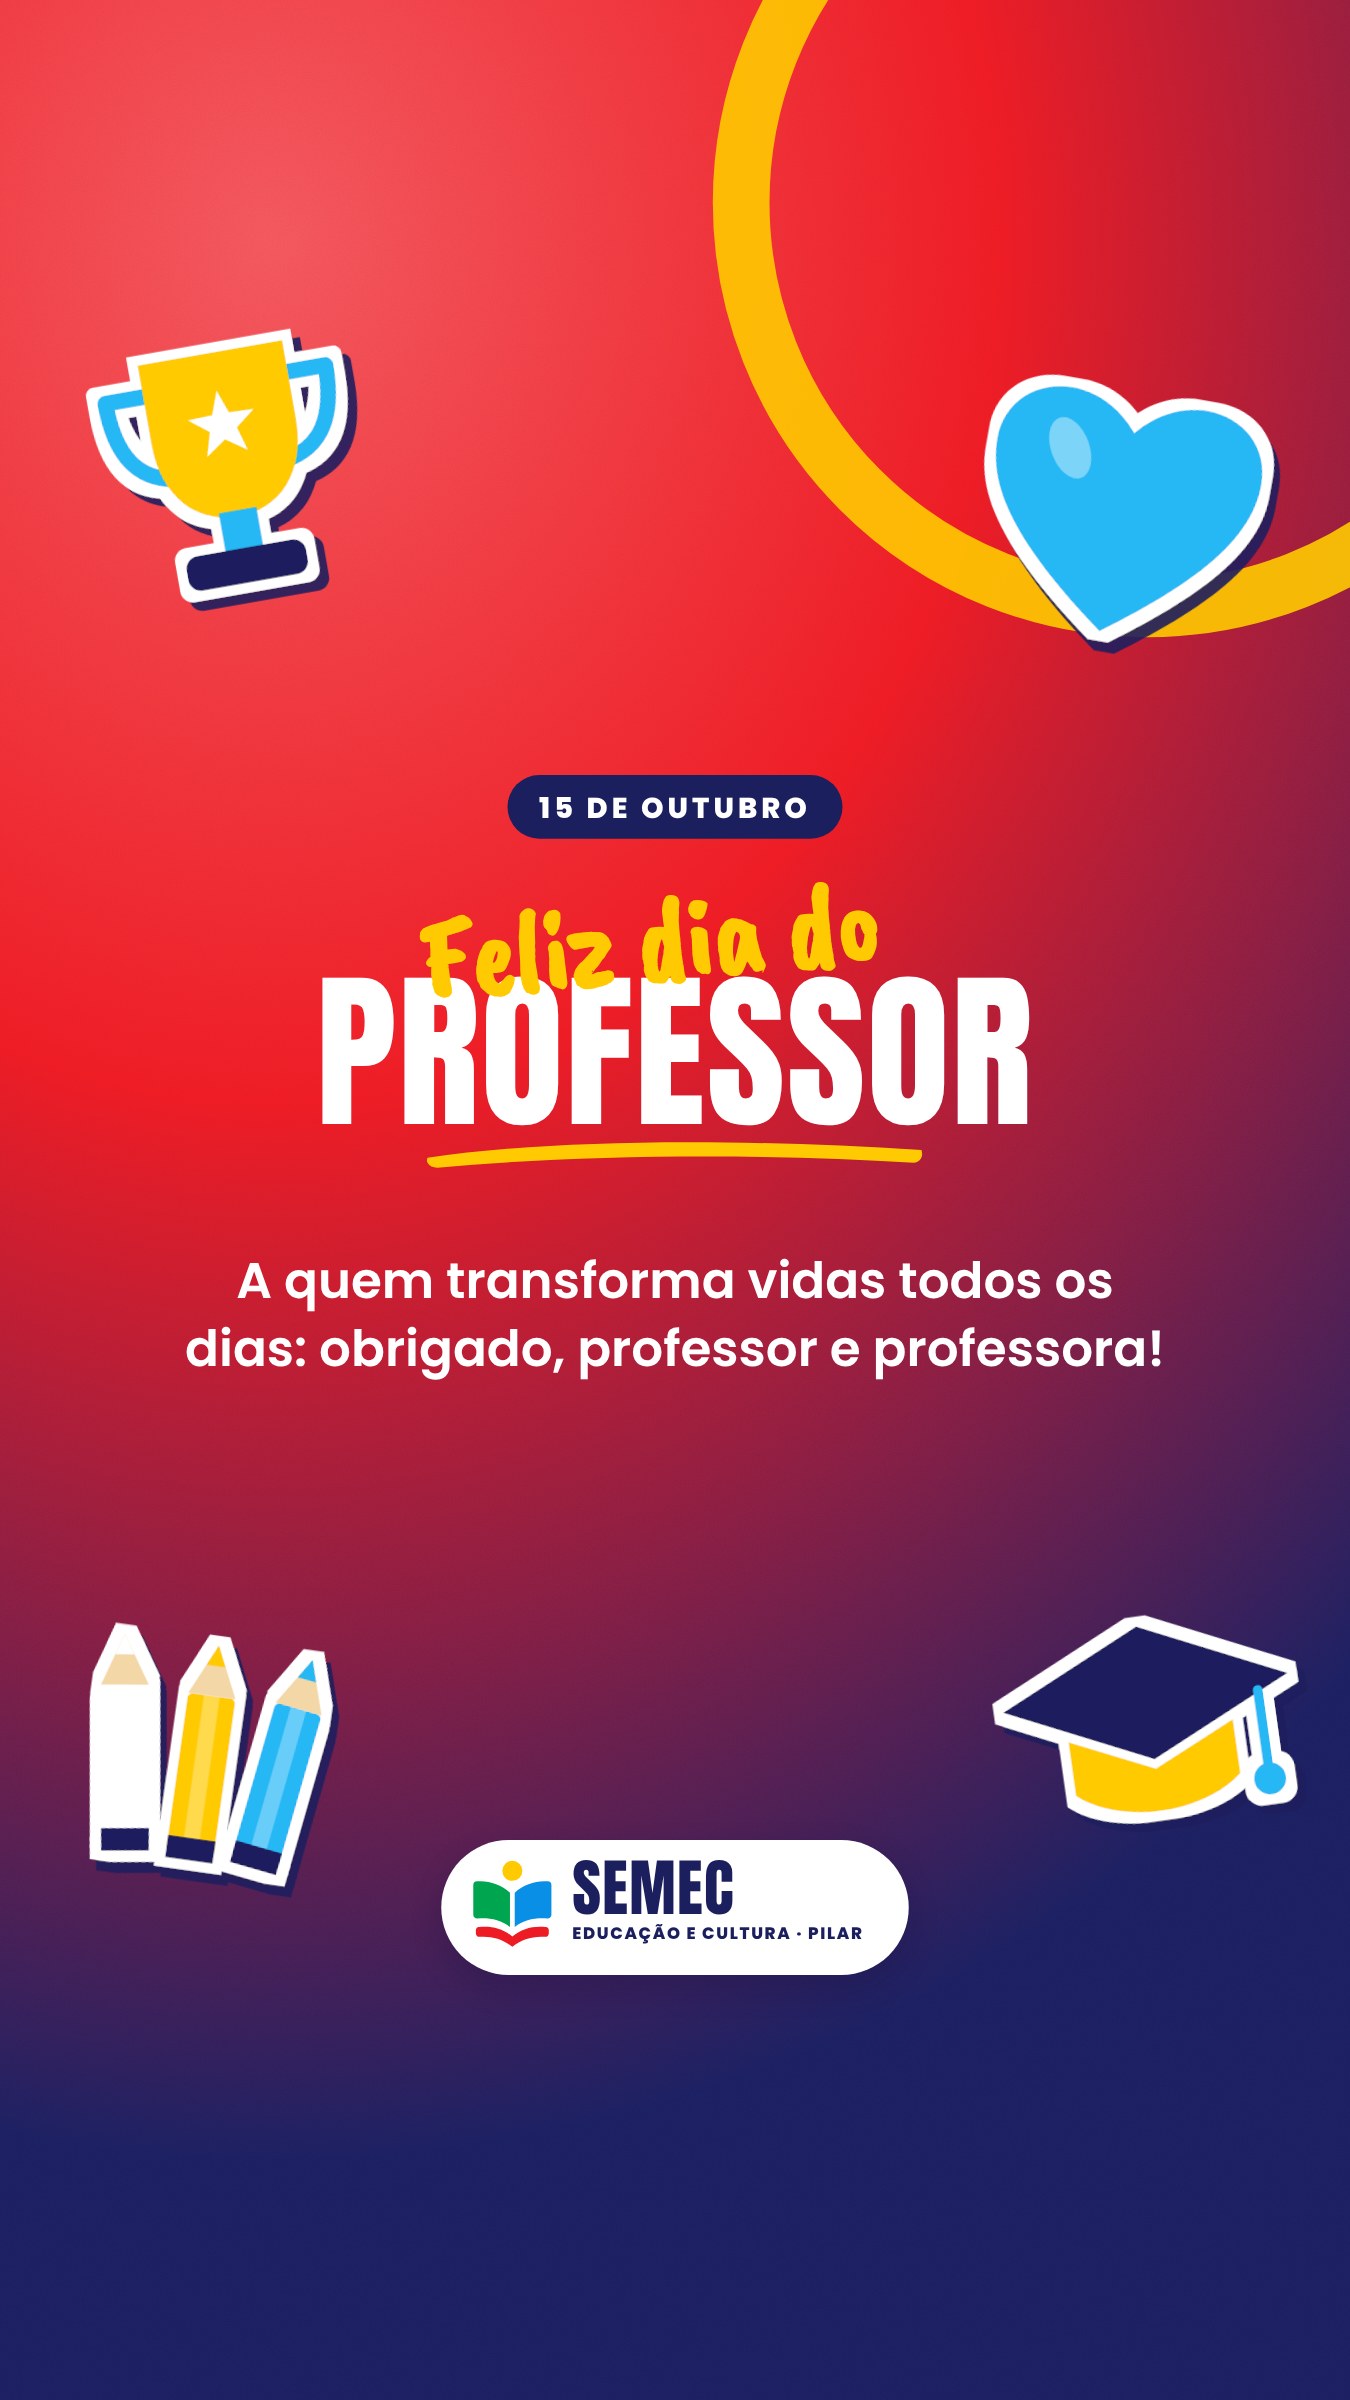 15 DE OUTUBRO
Feliz dia do
PROFESSOR
A quem transforma vidas todos os
dias: obrigado, professor e professora!
SEMEC
EDUCAÇÃO E CULTURA · PILAR